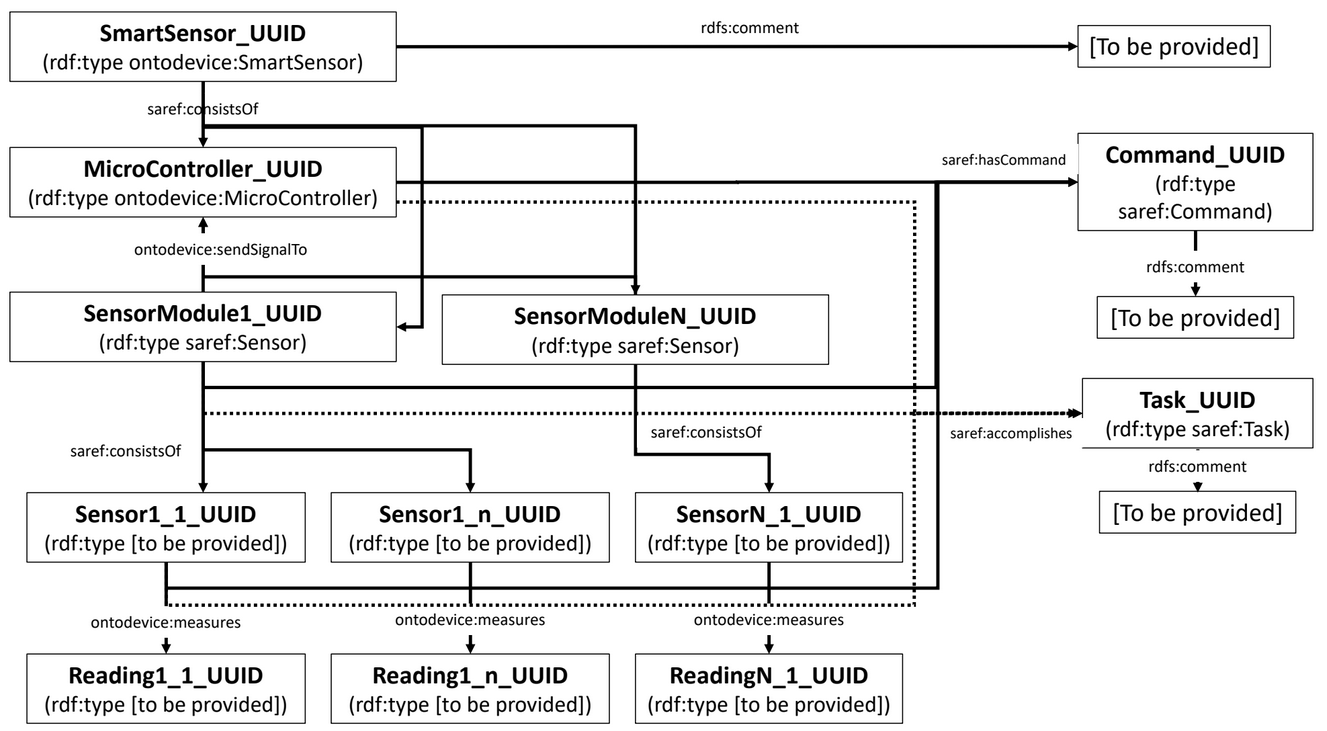 SmartSensor_UUID
(rdf:type ontodevice:SmartSensor)
rdfs:comment
[To be provided]
saref:consistsOf
MicroController_UUID
(rdf:type ontodevice:MicroController)
saref:hasCommand
Command_UUID
(rdf:type
saref:Command)
ontodevice:sendSignalTo
rdfs:comment
[To be provided]
SensorModule1_UUID
(rdf:type saref:Sensor)
SensorModuleN_UUID
(rdf:type saref:Sensor)
Task_UUID
(rdf:type saref:Task)
saref:accomplishes
rdfs:comment
[To be provided]
saref:consistsOf
saref:consistsOf
Sensor1_1_UUID
(rdf:type [to be provided])
Sensor1_n_UUID
(rdf:type [to be provided])
SensorN_1_UUID
(rdf:type [to be provided])
ontodevice:measures
ontodevice:measures
ontodevice:measures
Reading1_1_UUID
(rdf:type [to be provided])
Reading1_n_UUID
(rdf:type [to be provided])
ReadingN_1_UUID
(rdf:type [to be provided])